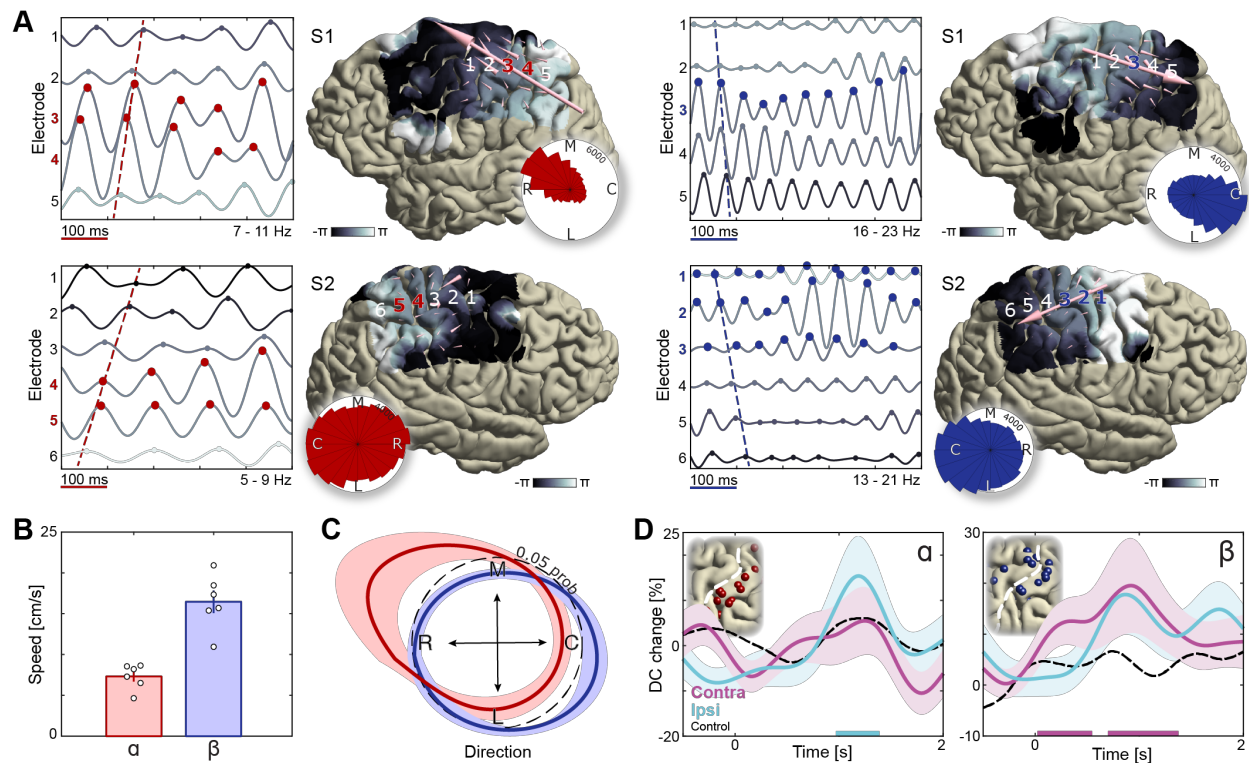 A
Electrode
1
2
3
4
5
100 ms
7 - 11 Hz
S1
1 2 3 4 5
-π π
M
6000
R C
L
Electrode
1
2
3
4
5
100 ms
16 - 23 Hz
S1
1 2 3 4 5
-π π
M
4000
R C
L
Electrode
1
2
3
4
5
6
100 ms
5 - 9 Hz
S2
6 5 4 3 2 1
M
C R
L
-π π
Electrode
1
2
3
4
5
6
100 ms
13 - 21 Hz
S2
6 5 4 3 2 1
M
4000
C R
L
-π π
B
Speed [cm/s]
25
0
α β
C
0.05 prob.
M
R C
L
Direction
D
DC change [%]
25
0
-20
α
Contra
Ipsi
Control
0 2
Time [s]
30
0
-10
β
0 2
Time [s]